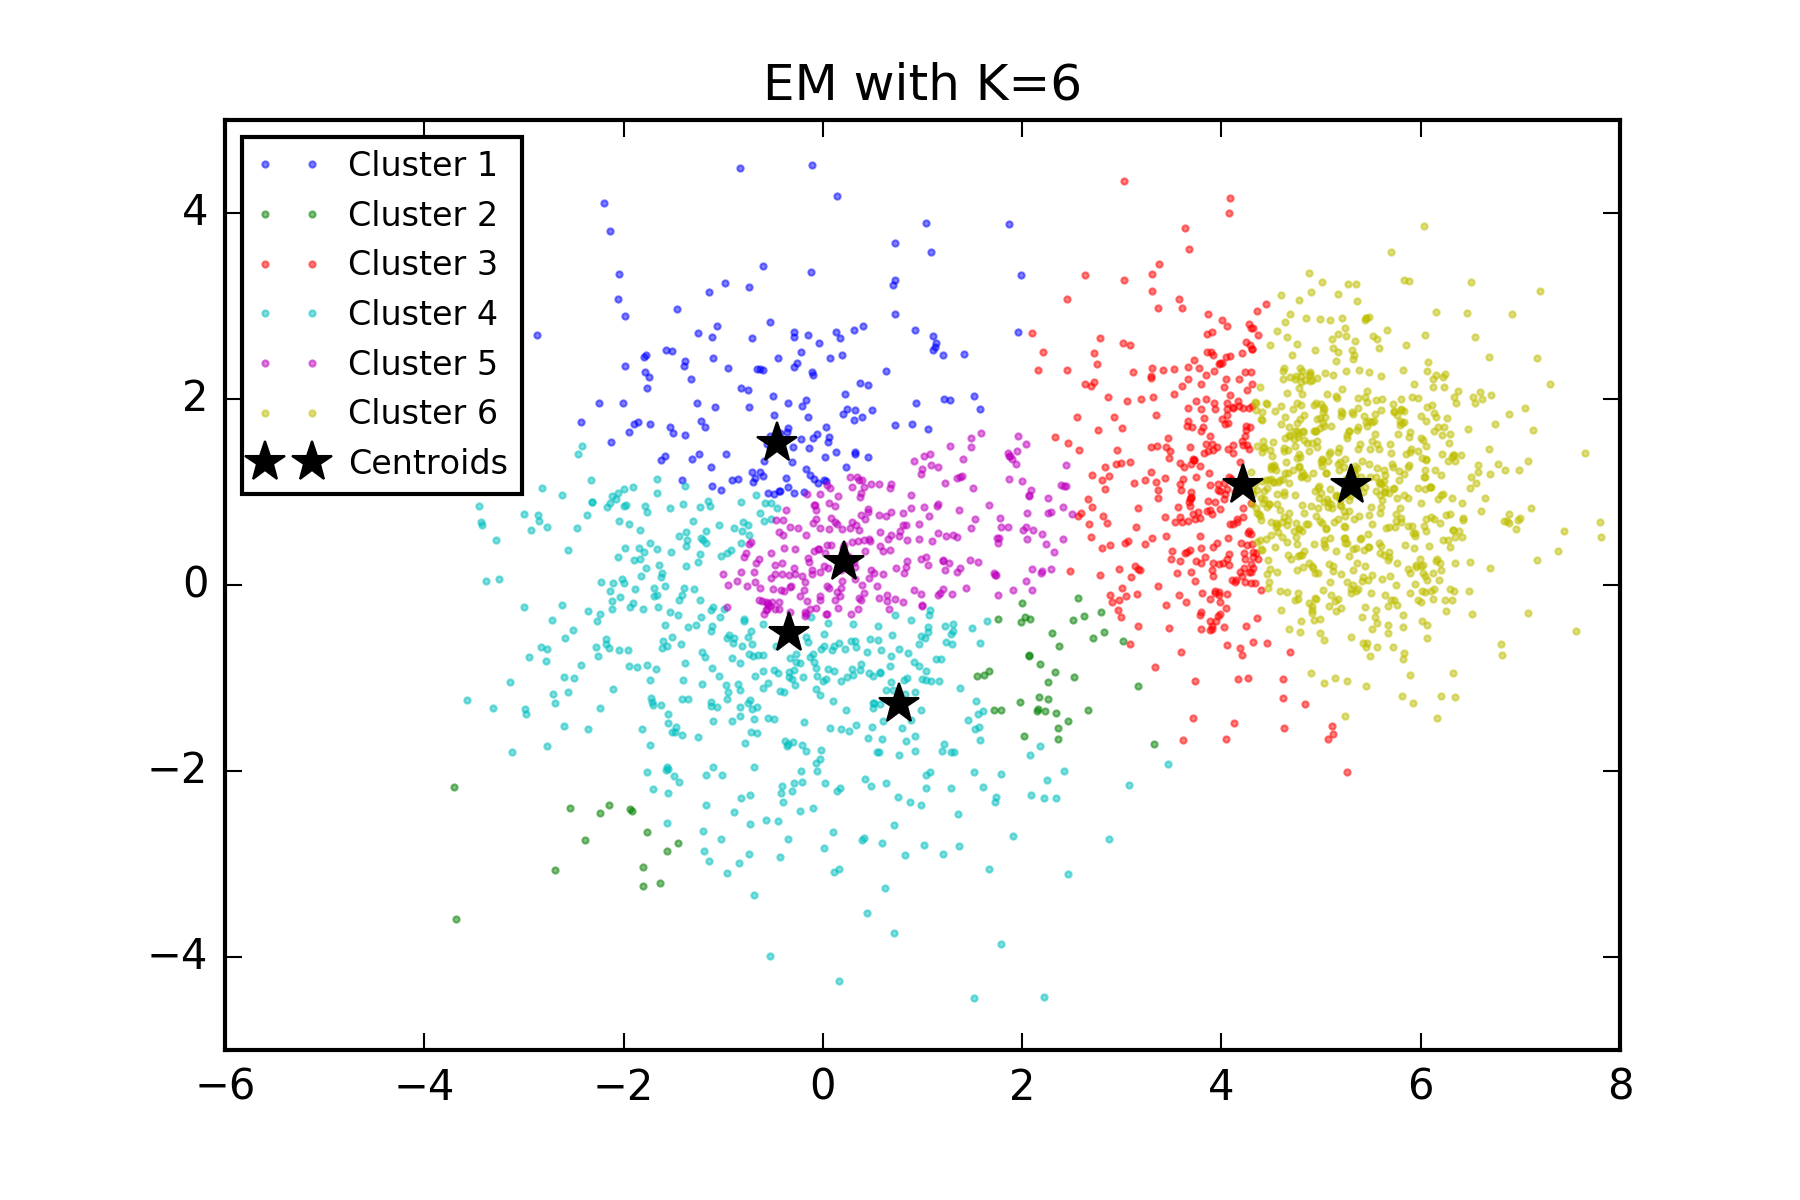 EM with K=6
Cluster 1
Cluster 2
Cluster 3
Cluster 4
Cluster 5
Cluster 6
Centroids
4
2
0
−2
−4
−6 −4 −2 0 2 4 6 8